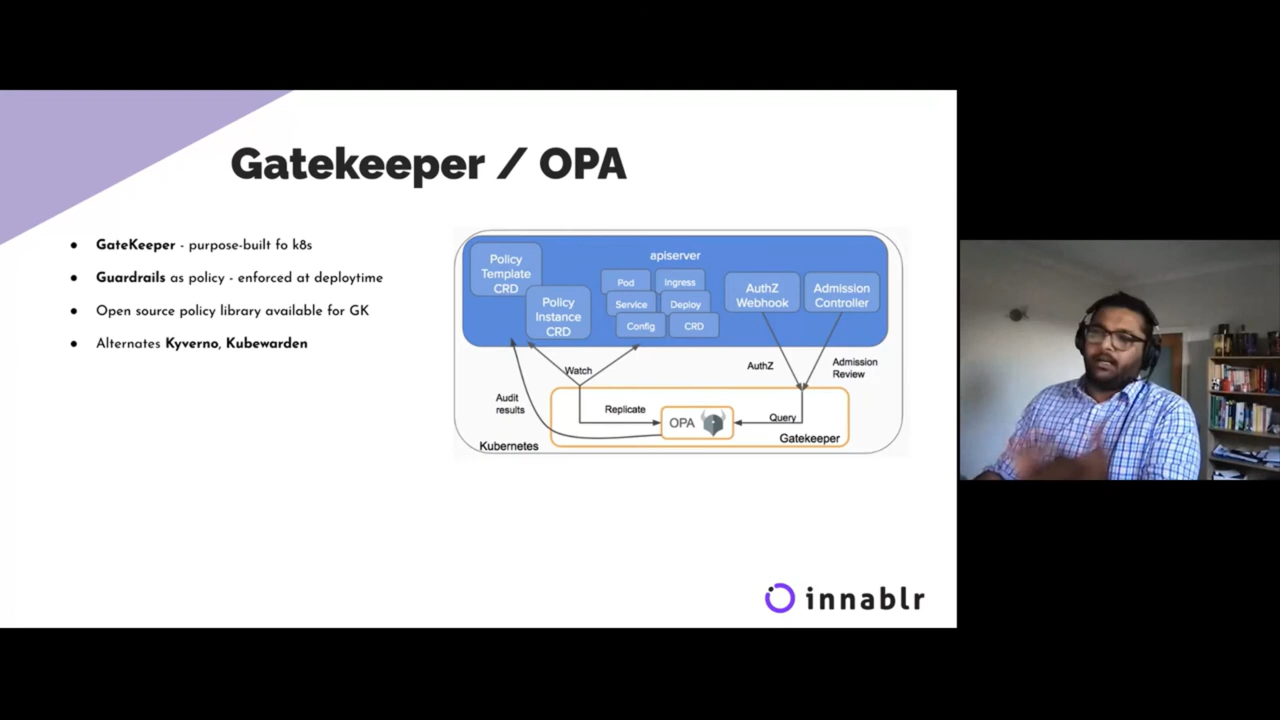 Gatekeeper / OPA
GateKeeper - purpose-built fo k8s
Guardrails as policy - enforced at deploytime
Open source policy library available for GK
Alternates Kyverno, Kubewarden
apiserver
Policy
Template
CRD
Policy
Instance
CRD
Pod
Ingress
Service
Deploy
Config
CRD
AuthZ
Webhook
Admission
Controller
Watch
AuthZ
Admission
Review
Audit
results
Replicate
OPA
Query
Gatekeeper
Kubernetes
innablr